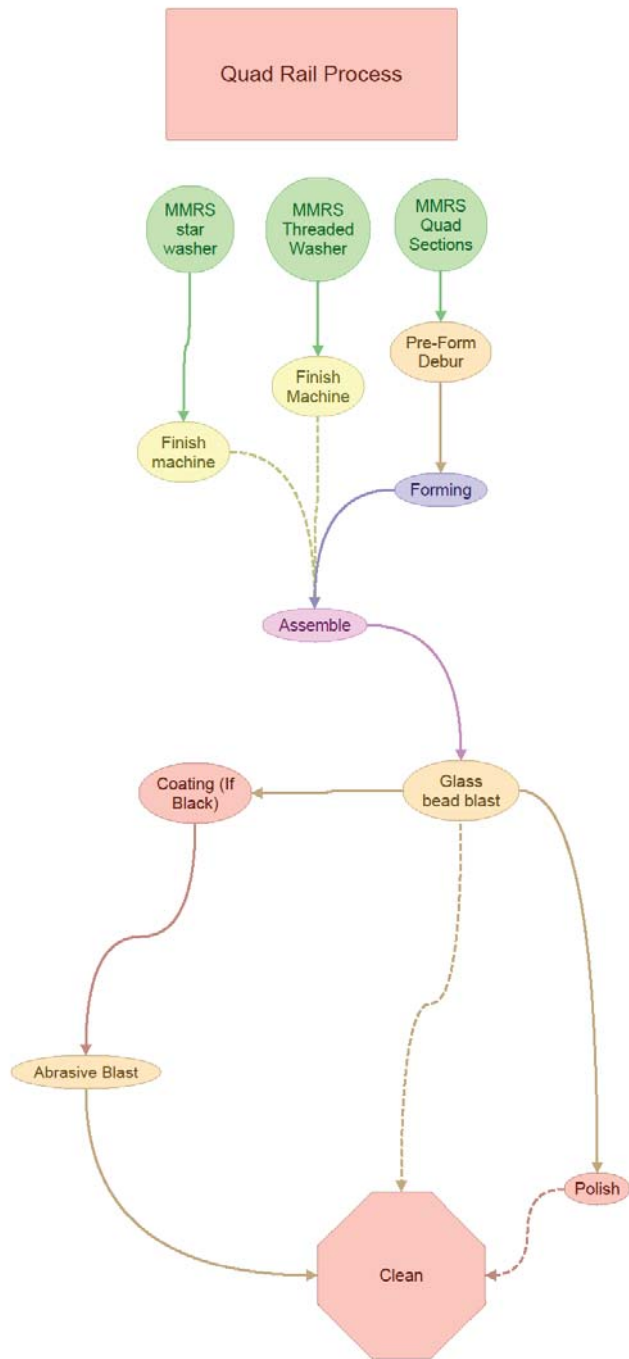 Quad Rail Process
MMRS
star
washer
MMRS
Threaded
Washer
MMRS
Quad
Sections
Pre-Form
Debur
Finish
Machine
Finish
machine
Forming
Assemble
Coating (If
Black)
Glass
bead blast
Abrasive Blast
Polish
Clean